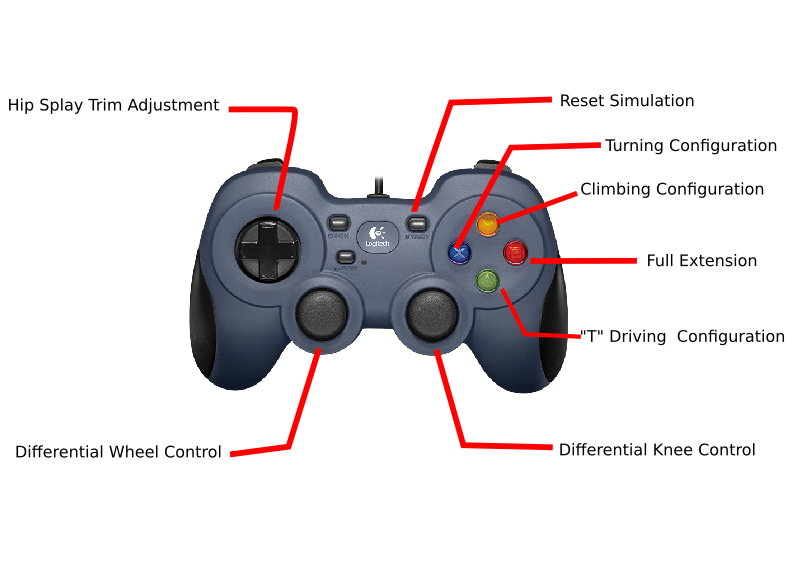 Hip Splay Trim Adjustment
Reset Simulation
Turning Configuration
Climbing Configuration
Full Extension
"T" Driving  Configuration
Differential Wheel Control
Differential Knee Control
Logitech
X